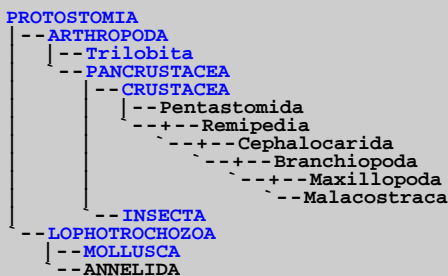 PROTOSTOMIA
|--ARTHROPODA
|  |--Trilobita
|  `--PANCRUSTACEA
|     |--CRUSTACEA
|     |  |--Pentastomida
|     |  `--+--Remipedia
|     |     `--+--Cephalocarida
|     |        `--+--Branchiopoda
|     |           `--+--Maxillopoda
|     |              `--Malacostraca
|     `--INSECTA
`--LOPHOTROCHOZOA
   |--MOLLUSCA
   `--ANNELIDA